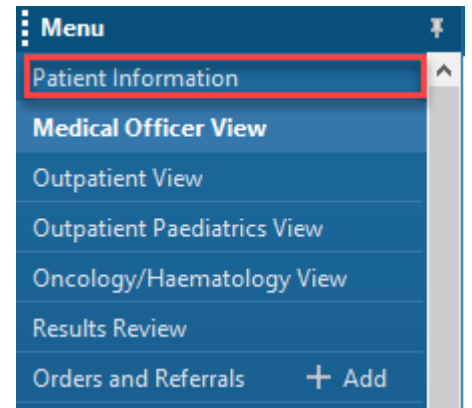 Menu
Patient Information
Medical Officer View
Outpatient View
Outpatient Paediatrics View
Oncology/Haematology View
Results Review
Orders and Referrals + Add